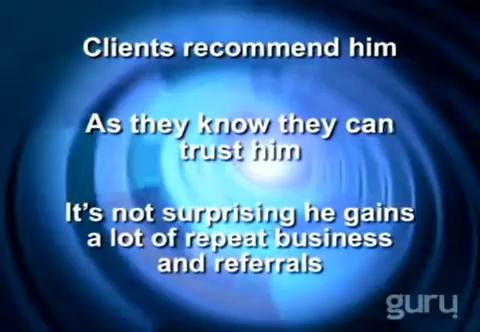 Clients recommend him
As they know they can
trust him
It's not surprising he gains
a lot of repeat business
and referrals
guru